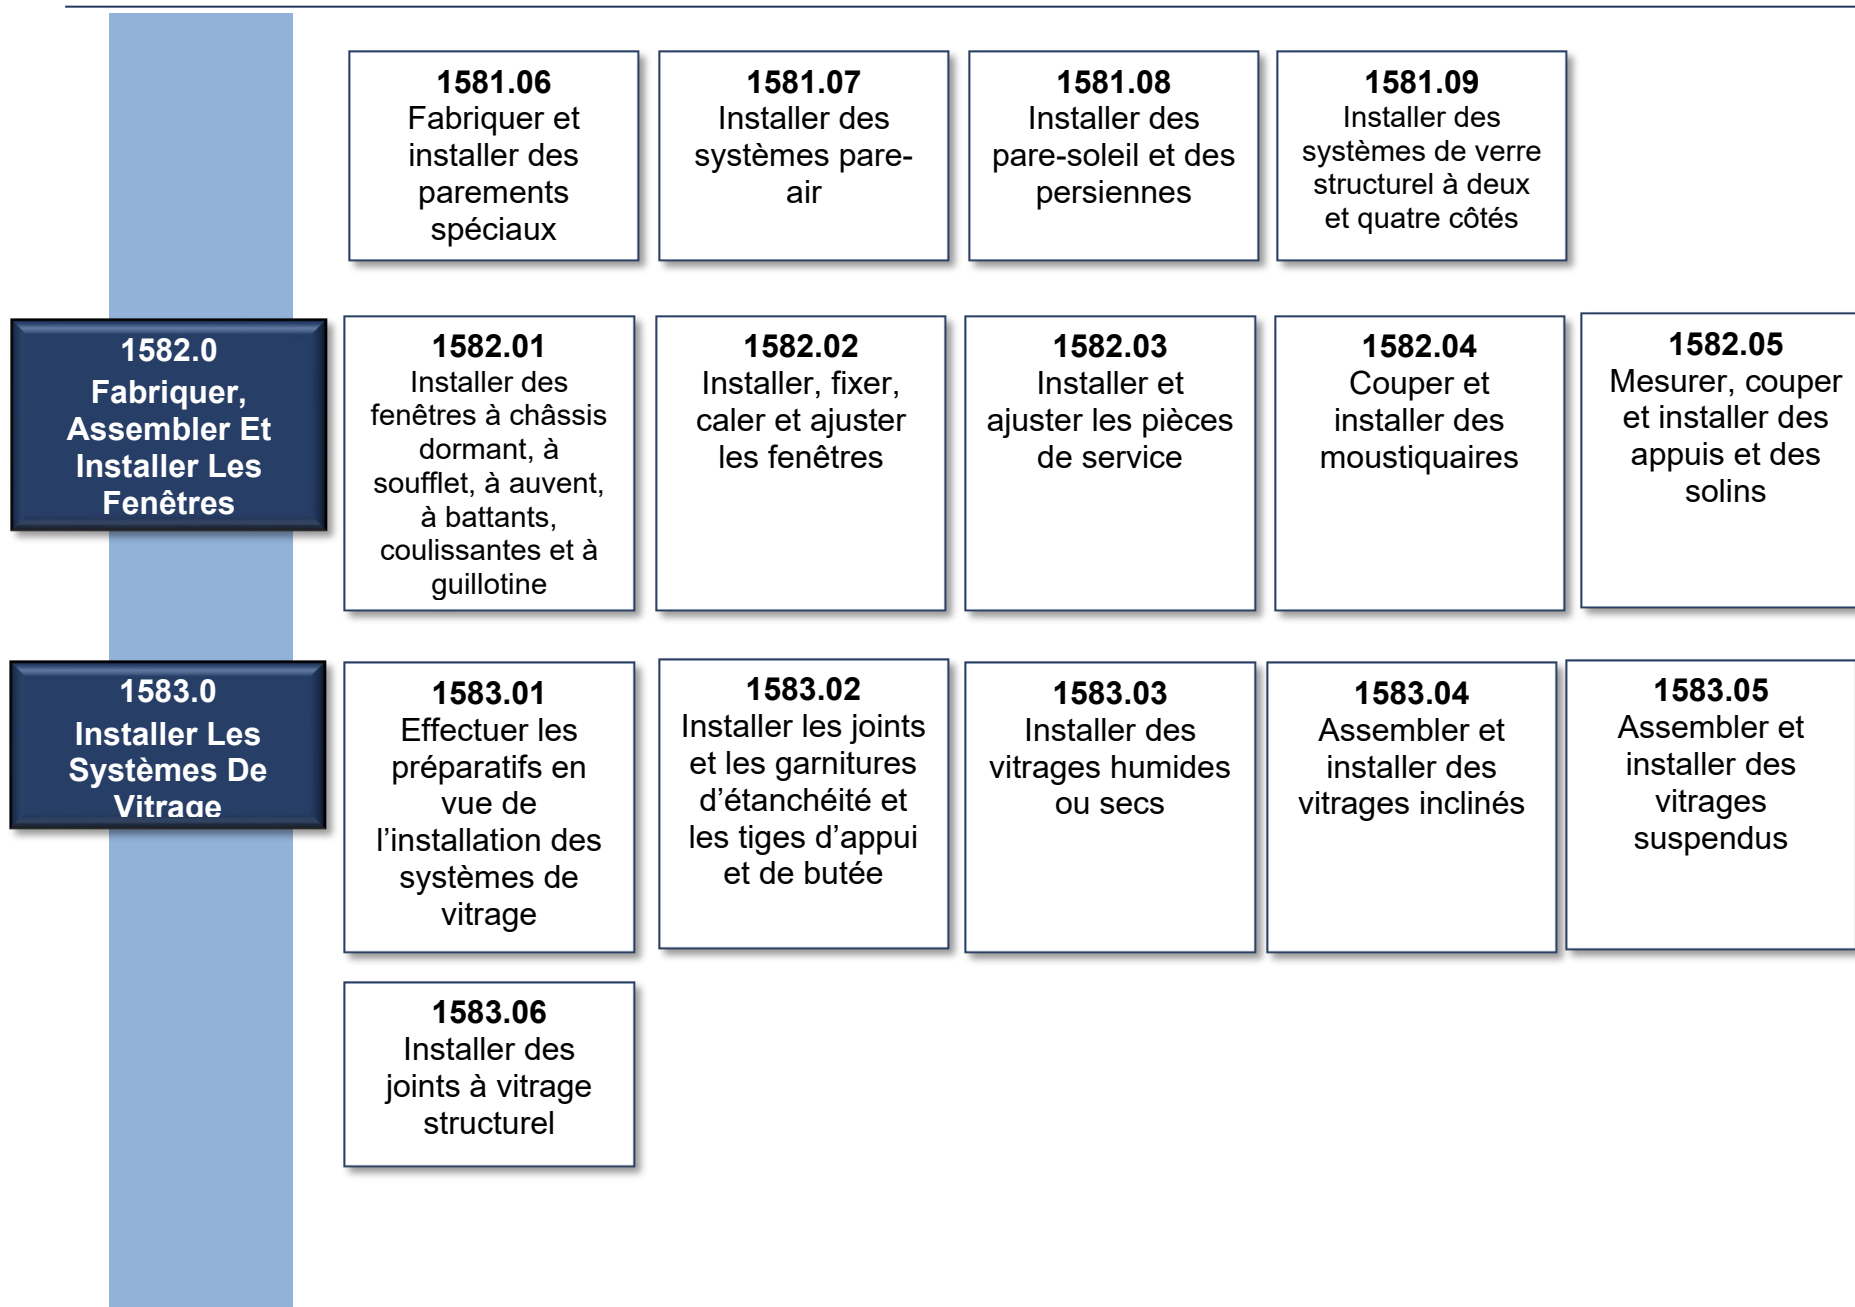 1581.06
Fabriquer et
installer des
parements
spéciaux
1581.07
Installer des
systèmes pare-
air
1581.08
Installer des
pare-soleil et des
persiennes
1581.09
Installer des
systèmes de verre
structurel à deux
et quatre côtés
1582.0
Fabriquer,
Assembler Et
Installer Les
Fenêtres
1582.01
Installer des
fenêtres à châssis
dormant, à
soufflet, à auvent,
à battants,
coulissantes et à
guillotine
1582.02
Installer, fixer,
caler et ajuster
les fenêtres
1582.03
Installer et
ajuster les pièces
de service
1582.04
Couper et
installer des
moustiquaires
1582.05
Mesurer, couper
et installer des
appuis et des
solins
1583.0
Installer Les
Systèmes De
Vitrage
1583.01
Effectuer les
préparatifs en
vue de
l’installation des
systèmes de
vitrage
1583.02
Installer les joints
et les garnitures
d’étanchéité et
les tiges d’appui
et de butée
1583.03
Installer des
vitrages humides
ou secs
1583.04
Assembler et
installer des
vitrages inclinés
1583.05
Assembler et
installer des
vitrages
suspendus
1583.06
Installer des
joints à vitrage
structurel